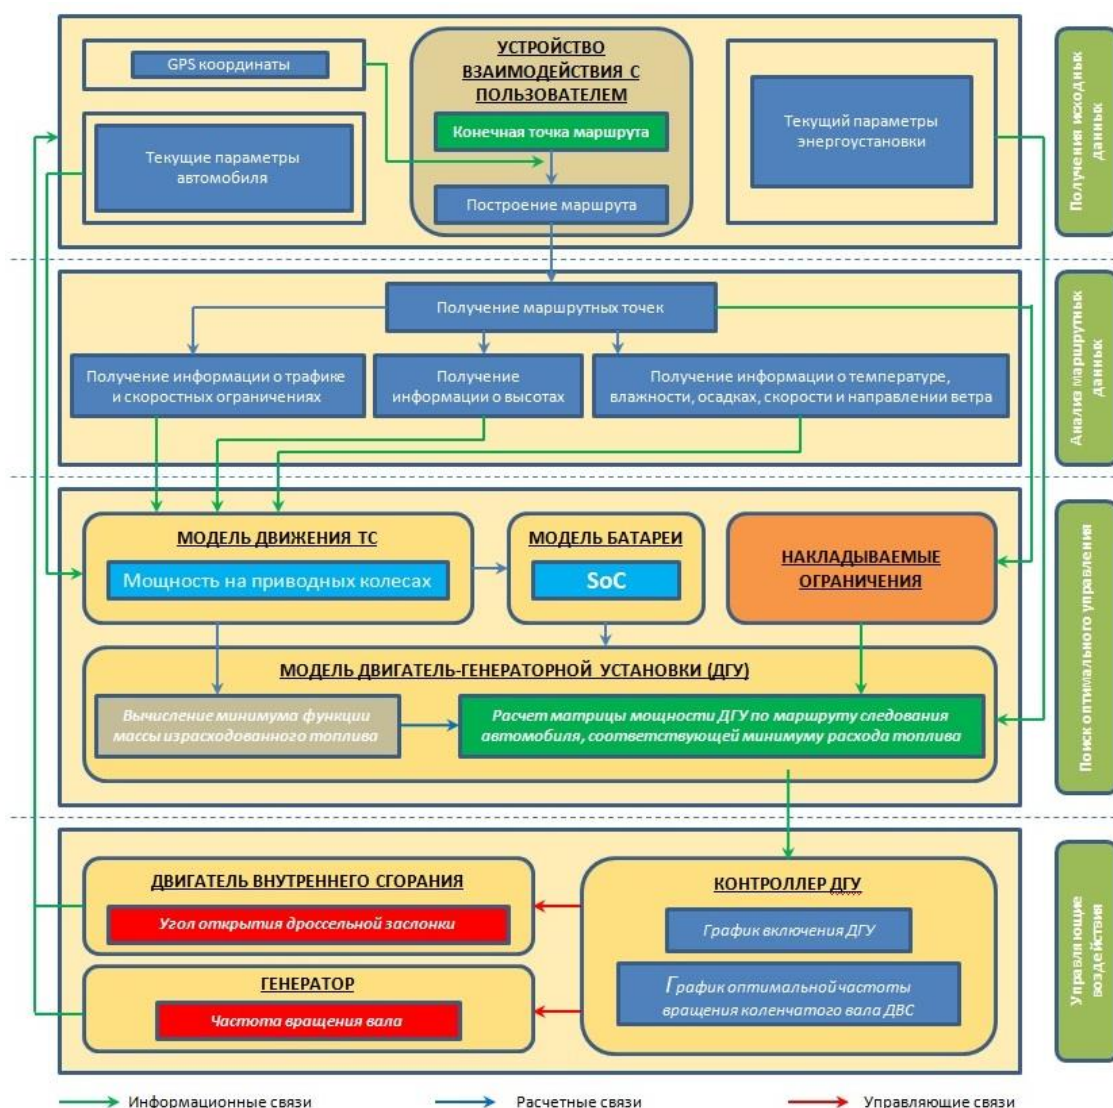 GPS координаты
Текущие параметры
автомобиля
УСТРОЙСТВО
ВЗАИМОДЕЙСТВИЯ С
ПОЛЬЗОВАТЕЛЕМ
Конечная точка маршрута
Построение маршрута
Текущий параметры
энергоустановки
Получения исходных
данных
Получение маршрутных точек
Получение информации о трафике
и скоростных ограничениях
Получение
информации о высотах
Получение информации о температуре,
влажности, осадках, скорости и направлении ветра
Анализ маршрутных
данных
МОДЕЛЬ ДВИЖЕНИЯ ТС
Мощность на приводных колесах
МОДЕЛЬ БАТАРЕИ
SoC
НАКЛАДЫВАЕМЫЕ
ОГРАНИЧЕНИЯ
МОДЕЛЬ ДВИГАТЕЛЬ-ГЕНЕРАТОРНОЙ УСТАНОВКИ (ДГУ)
Вычисление минимума функции
массы израсходованного топлива
Расчет матрицы мощности ДГУ по маршруту следования
автомобиля, соответствующей минимуму расхода топлива
Поиск оптимального управления
ДВИГАТЕЛЬ ВНУТРЕННЕГО СГОРАНИЯ
Угол открытия дроссельной заслонки
ГЕНЕРАТОР
Частота вращения вала
КОНТРОЛЛЕР ДГУ
График включения ДГУ
График оптимальной частоты
вращения коленчатого вала ДВС
Управляющие
воздействия
Информационные связи
Расчетные связи
Управляющие связи